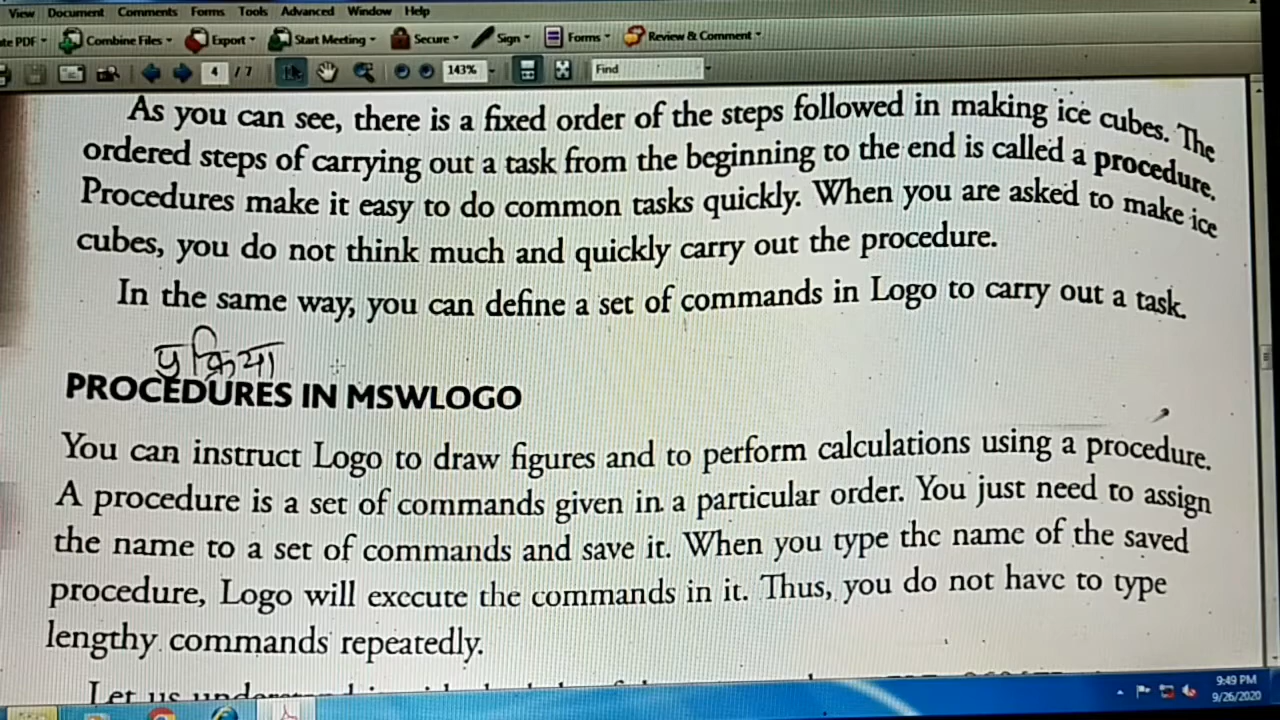 View Document Comments Forms Tools Advanced Window Help
te PDF Combine Files Export Start Meeting Secure Sign Forms Review & Comment
4 / 7 143% Find
As you can see, there is a fixed order of the steps followed in making ice cubes. The
ordered steps of carrying out a task from the beginning to the end is called a procedure.
Procedures make it easy to do common tasks quickly. When you are asked to make ice
cubes, you do not think much and quickly carry out the procedure.
In the same way, you can define a set of commands in Logo to carry out a task.
प्रक्रिया
PROCEDURES IN MSWLOGO
You can instruct Logo to draw figures and to perform calculations using a procedure.
A procedure is a set of commands given in a particular order. You just need to assign
the name to a set of commands and save it. When you type the name of the saved
procedure, Logo will execute the commands in it. Thus, you do not have to type
lengthy commands repeatedly.
Let us
9:49 PM
9/26/2020